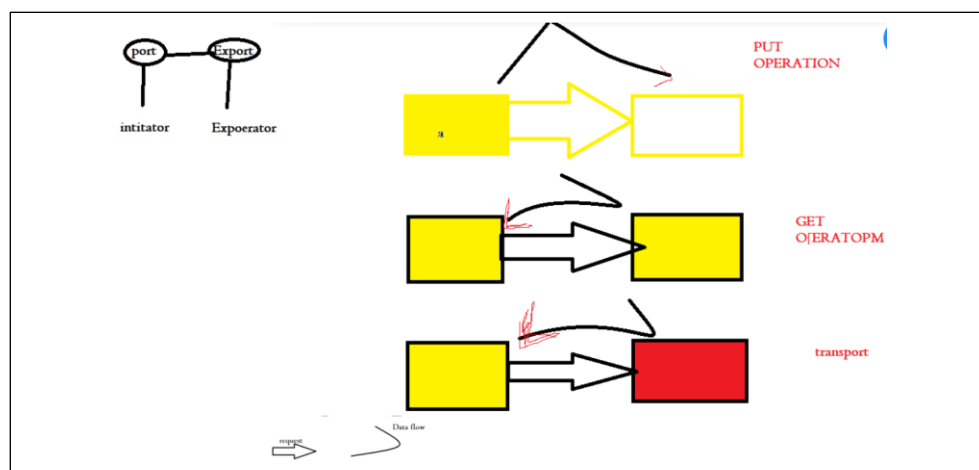 port
Export
intitator
Expoerator
PUT
OPERATION
GET
O[ERATOPM
transport
Data flow
request